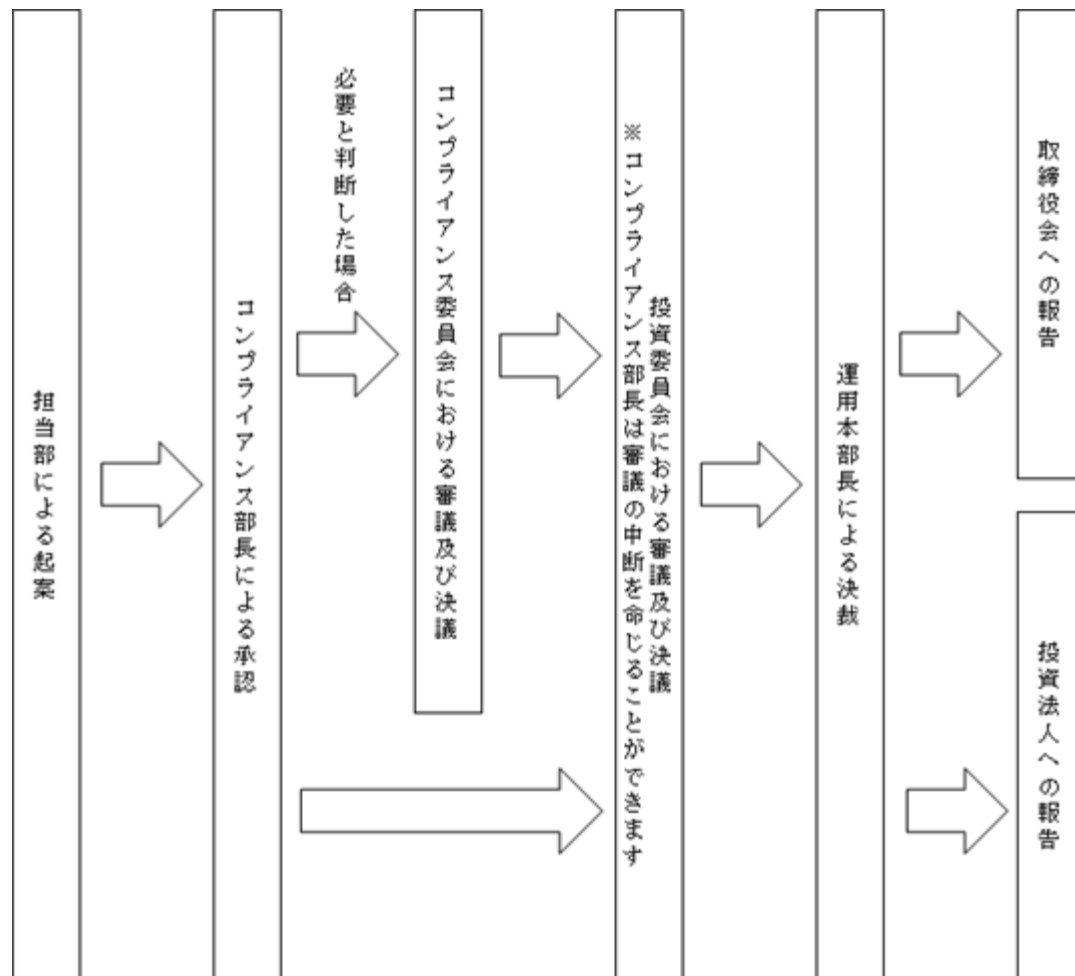 担当部による起案
コンプライアンス部長による承認
必要と判断した場合
コンプライアンス委員会における審議及び決議
投資委員会における審議及び決議
※コンプライアンス部長は審議の中断を命じることができます
運用本部長による決裁
取締役会への報告
投資法人への報告